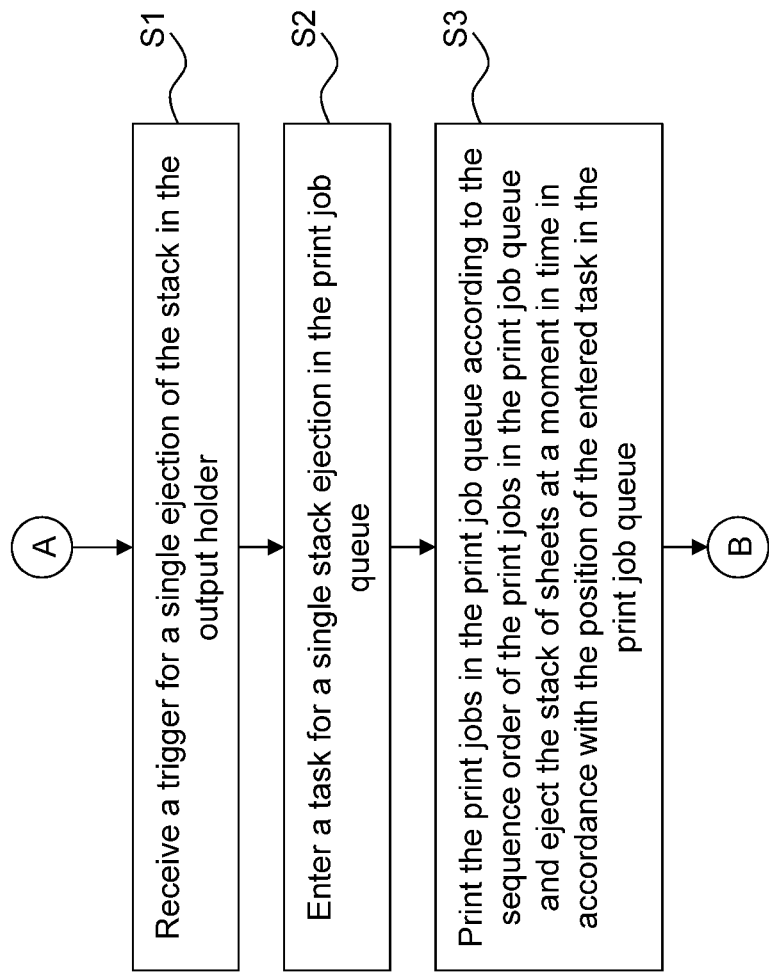 A
Receive a trigger for a single ejection of the stack in the
output holder
S1
Enter a task for a single stack ejection in the print job
queue
S2
Print the print jobs in the print job queue according to the
sequence order of the print jobs in the print job queue
and eject the stack of sheets at a moment in time in
accordance with the position of the entered task in the
print job queue
S3
B